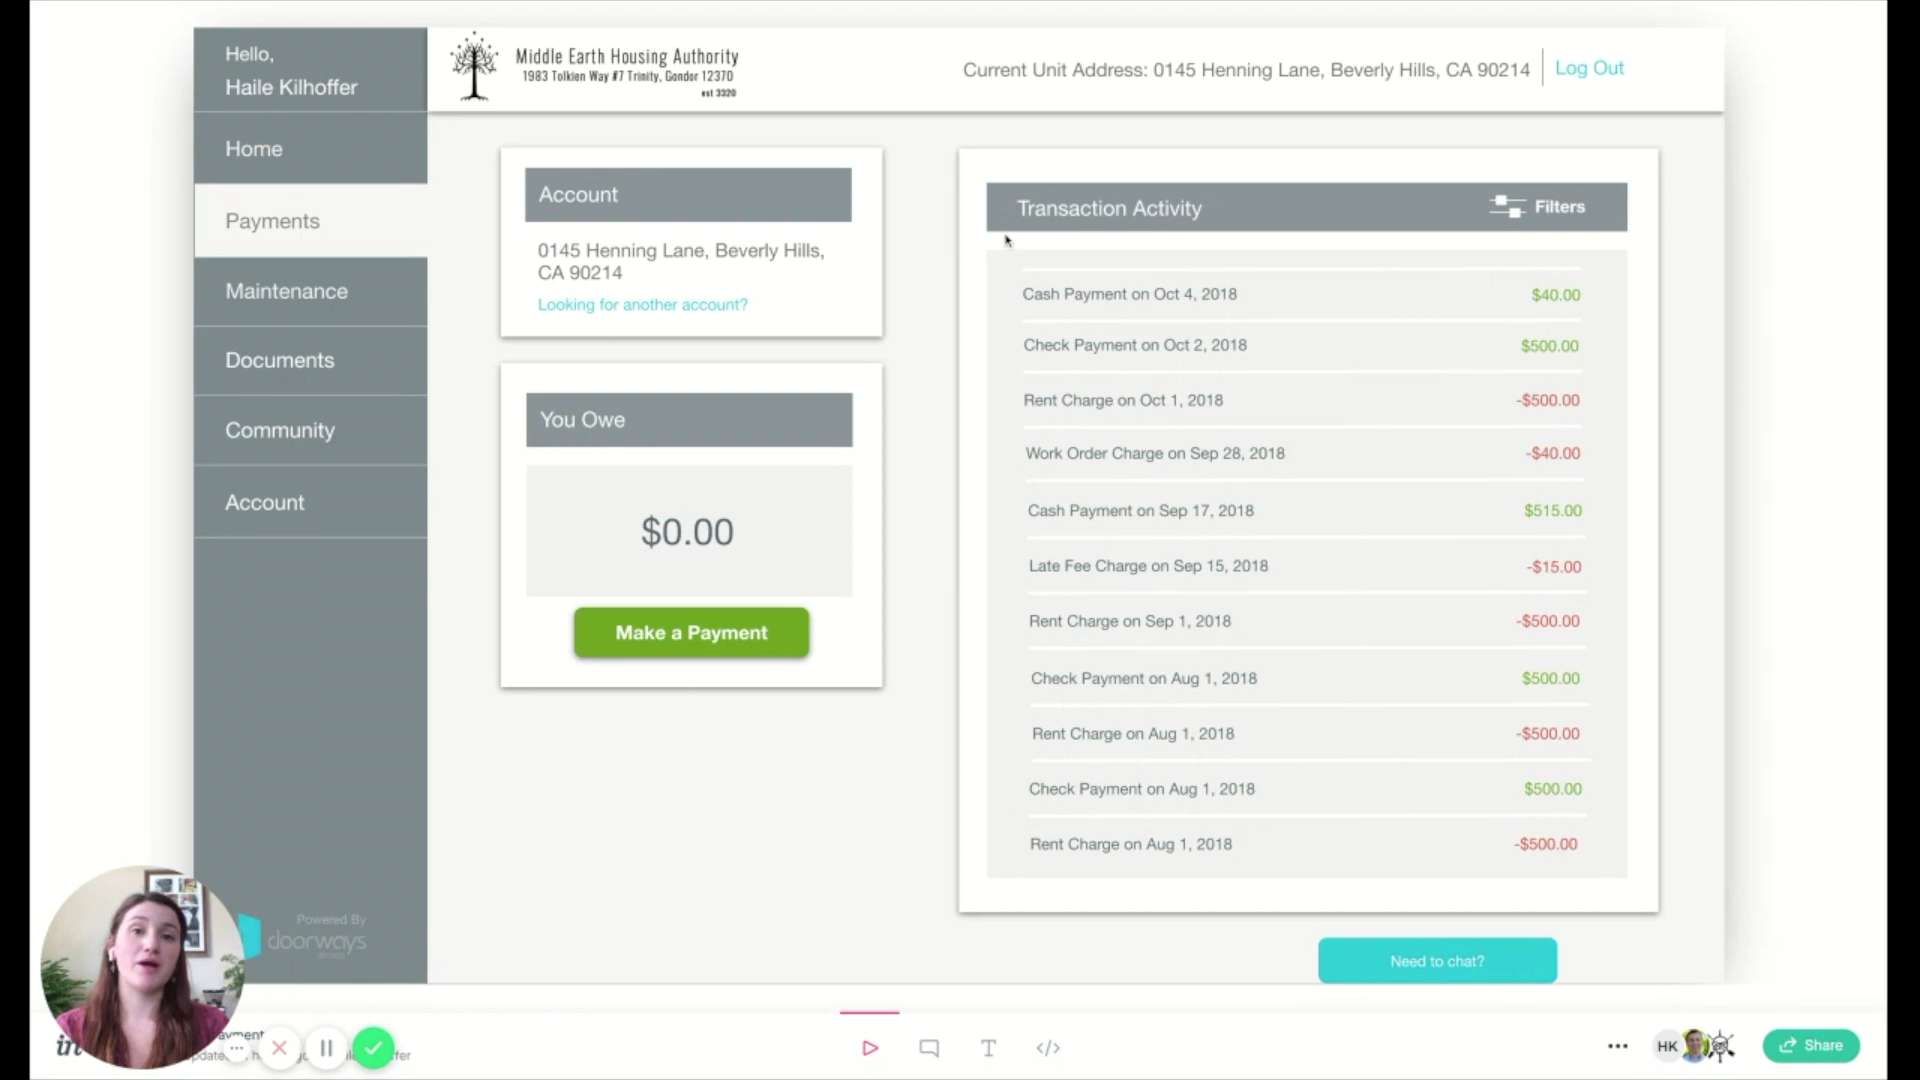 Hello,
Haile Kilhoffer
Home
Payments
Maintenance
Documents
Community
Account
Powered By
doorways
Middle Earth Housing Authority
1983 Tolkien Way #7 Trinity, Gondor 12370
est 3320
Current Unit Address: 0145 Henning Lane, Beverly Hills, CA 90214
Log Out
Account
0145 Henning Lane, Beverly Hills,
CA 90214
Looking for another account?
You Owe
$0.00
Make a Payment
Transaction Activity
Filters
Cash Payment on Oct 4, 2018 $40.00
Check Payment on Oct 2, 2018 $500.00
Rent Charge on Oct 1, 2018 -$500.00
Work Order Charge on Sep 28, 2018 -$40.00
Cash Payment on Sep 17, 2018 $515.00
Late Fee Charge on Sep 15, 2018 -$15.00
Rent Charge on Sep 1, 2018 -$500.00
Check Payment on Aug 1, 2018 $500.00
Rent Charge on Aug 1, 2018 -$500.00
Check Payment on Aug 1, 2018 $500.00
Rent Charge on Aug 1, 2018 -$500.00
Need to chat?
in
T
</>
HK
Share